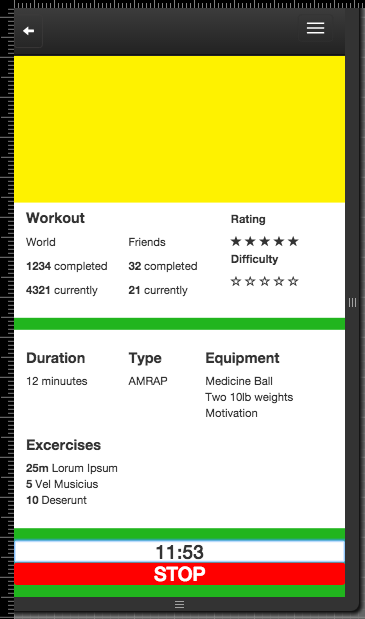 Workout
Rating
World Friends
★★★★★
Difficulty
1234 completed 32 completed
☆☆☆☆☆
4321 currently 21 currently
Duration Type Equipment
12 minuutes AMRAP Medicine Ball
Two 10lb weights
Motivation
Excercises
25m Lorum Ipsum
5 Vel Musicius
10 Deserunt
11:53
STOP